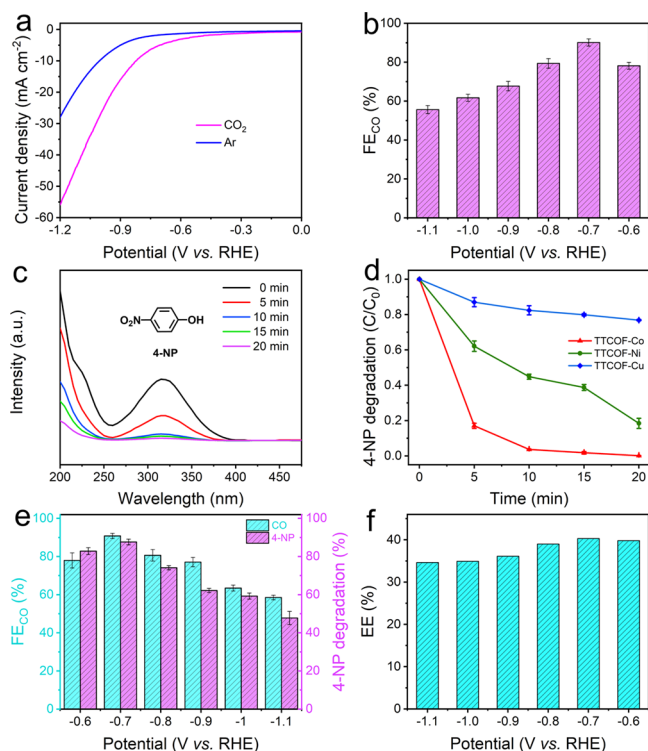 a
Current density (mA cm⁻²)
0
-10
-20
-30
-40
-50
-60
CO₂
Ar
-1.2 -0.9 -0.6 -0.3 0.0
Potential (V vs. RHE)
b
FE_CO (%)
100
80
60
40
20
0
-1.1 -1.0 -0.9 -0.8 -0.7 -0.6
Potential (V vs. RHE)
c
Intensity (a.u.)
O₂N
OH
4-NP
0 min
5 min
10 min
15 min
20 min
200 250 300 350 400 450
Wavelength (nm)
d
4-NP degradation (C/C₀)
1.0
0.8
0.6
0.4
0.2
0.0
TTCOF-Co
TTCOF-Ni
TTCOF-Cu
0 5 10 15 20
Time (min)
e
FE_CO (%)
100
80
60
40
20
0
CO
4-NP
100
80
60
40
20
0
4-NP degradation (%)
-0.6 -0.7 -0.8 -0.9 -1 -1.1
Potential (V vs. RHE)
f
EE (%)
40
30
20
10
0
-1.1 -1.0 -0.9 -0.8 -0.7 -0.6
Potential (V vs. RHE)